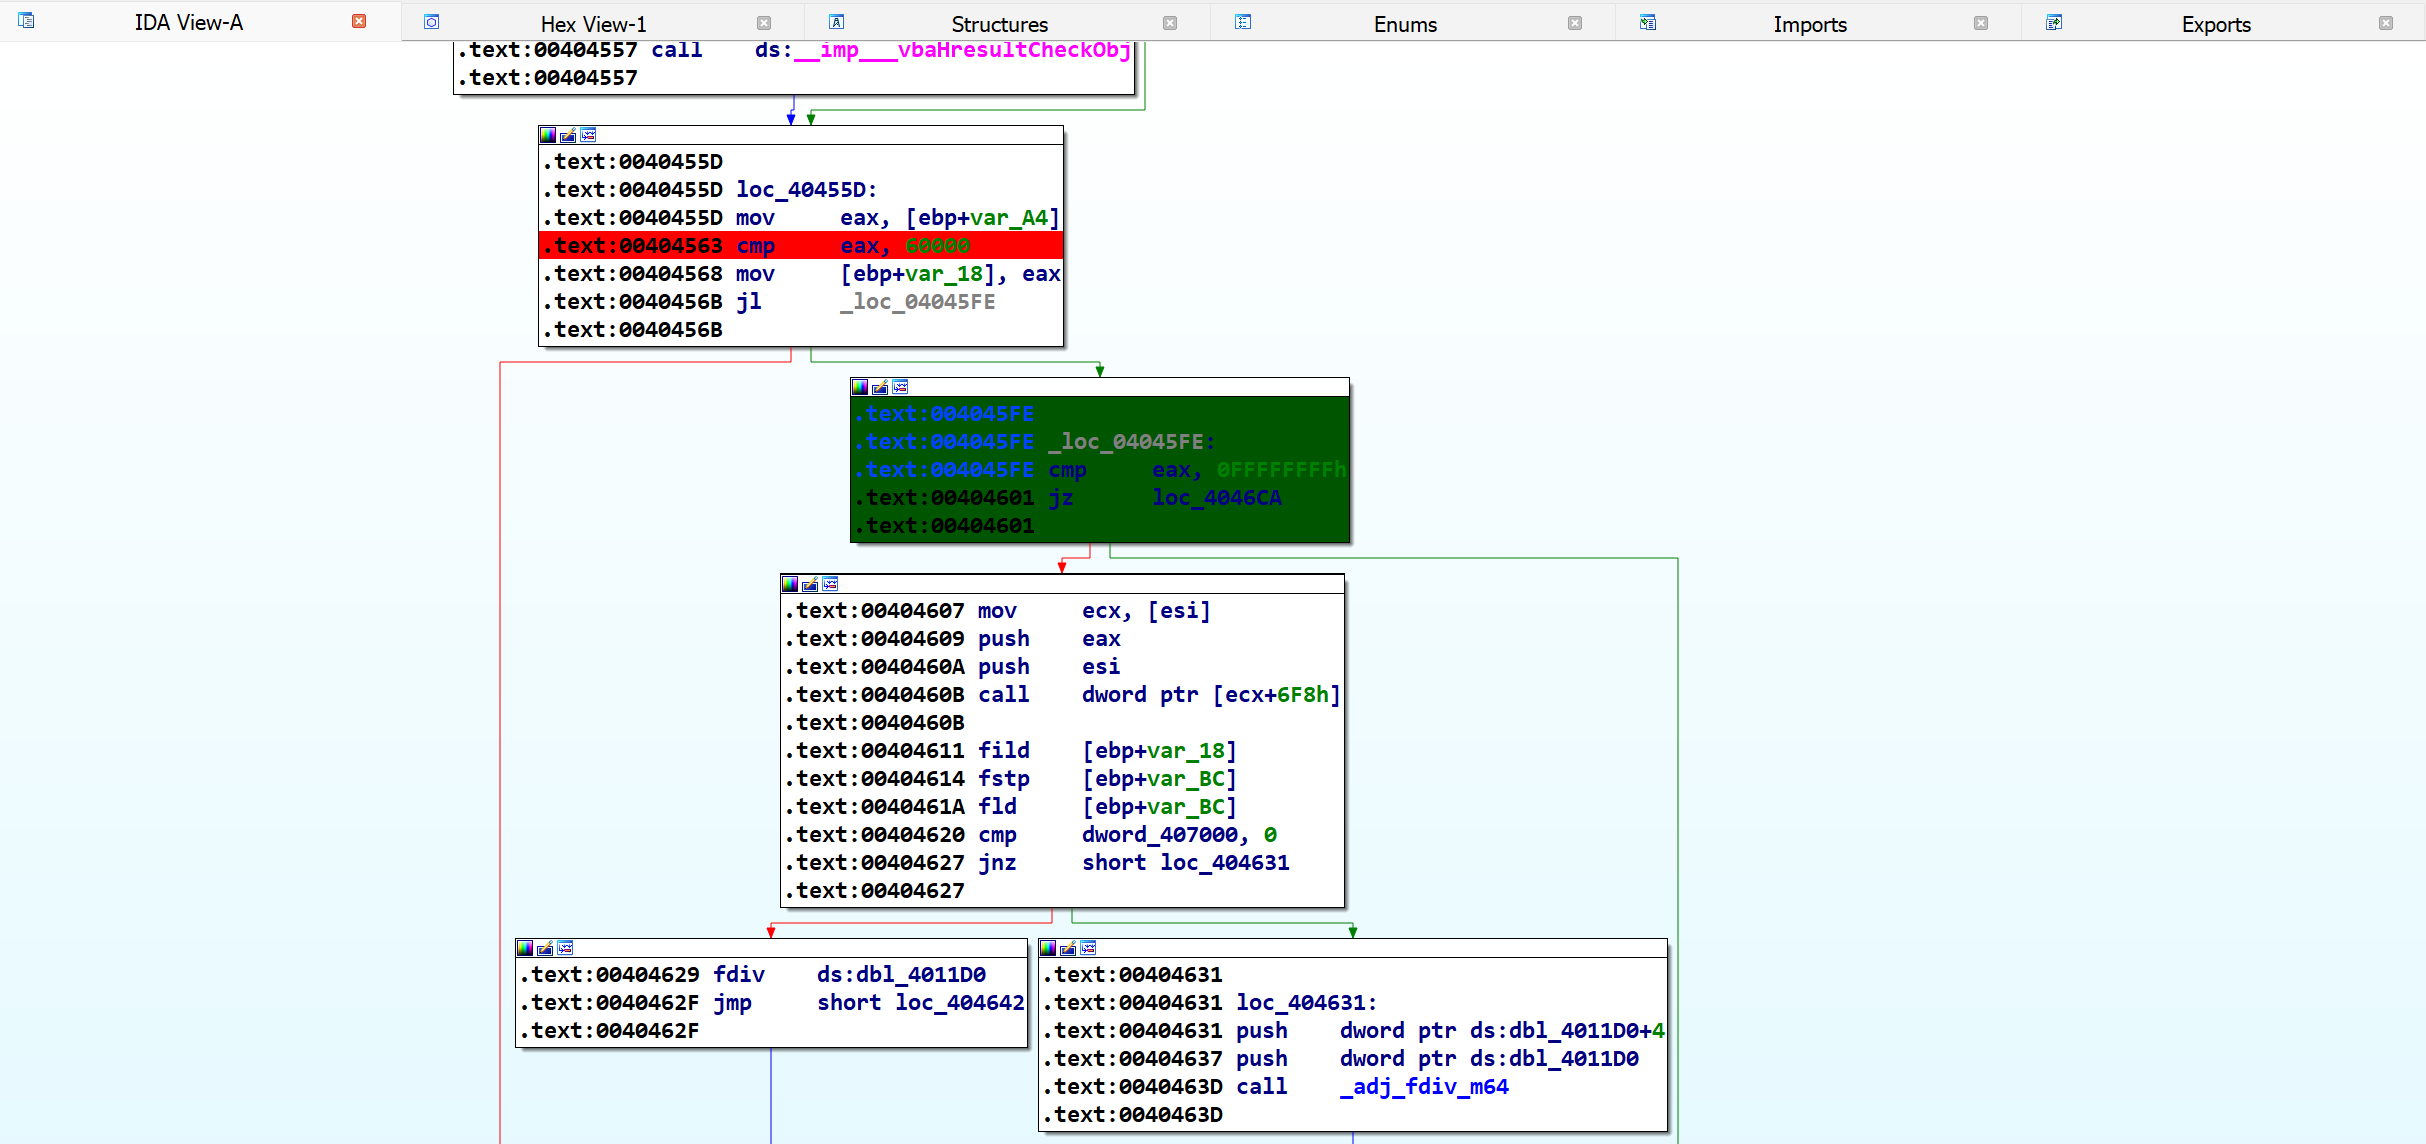 IDA View-A
Hex View-1
Structures
Enums
Imports
Exports
.text:00404557 call ds:__imp___vbaHresultCheckObj
.text:00404557
.text:0040455D
.text:0040455D loc_40455D:
.text:0040455D mov eax, [ebp+var_A4]
.text:00404563 cmp eax, 60000
.text:00404568 mov [ebp+var_18], eax
.text:0040456B jl _loc_04045FE
.text:0040456B
.text:004045FE
.text:004045FE _loc_04045FE:
.text:004045FE cmp eax, 0FFFFFFFFh
.text:00404601 jz loc_4046CA
.text:00404601
.text:00404607 mov ecx, [esi]
.text:00404609 push eax
.text:0040460A push esi
.text:0040460B call dword ptr [ecx+6F8h]
.text:0040460B
.text:00404611 fild [ebp+var_18]
.text:00404614 fstp [ebp+var_BC]
.text:0040461A fld [ebp+var_BC]
.text:00404620 cmp dword_407000, 0
.text:00404627 jnz short loc_404631
.text:00404627
.text:00404629 fdiv ds:dbl_4011D0
.text:0040462F jmp short loc_404642
.text:0040462F
.text:00404631
.text:00404631 loc_404631:
.text:00404631 push dword ptr ds:dbl_4011D0+4
.text:00404637 push dword ptr ds:dbl_4011D0
.text:0040463D call _adj_fdiv_m64
.text:0040463D